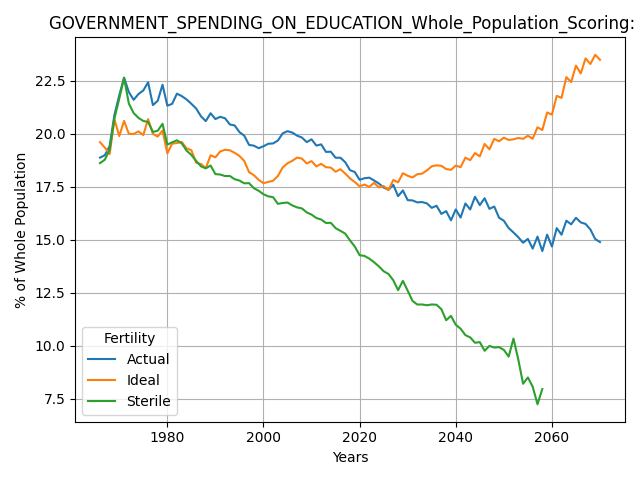 GOVERNMENT_SPENDING_ON_EDUCATION_Whole_Population_Scoring:
% of Whole Population
22.5
20.0
17.5
15.0
12.5
10.0
7.5
Fertility
Actual
Ideal
Sterile
1980
2000
2020
2040
2060
Years